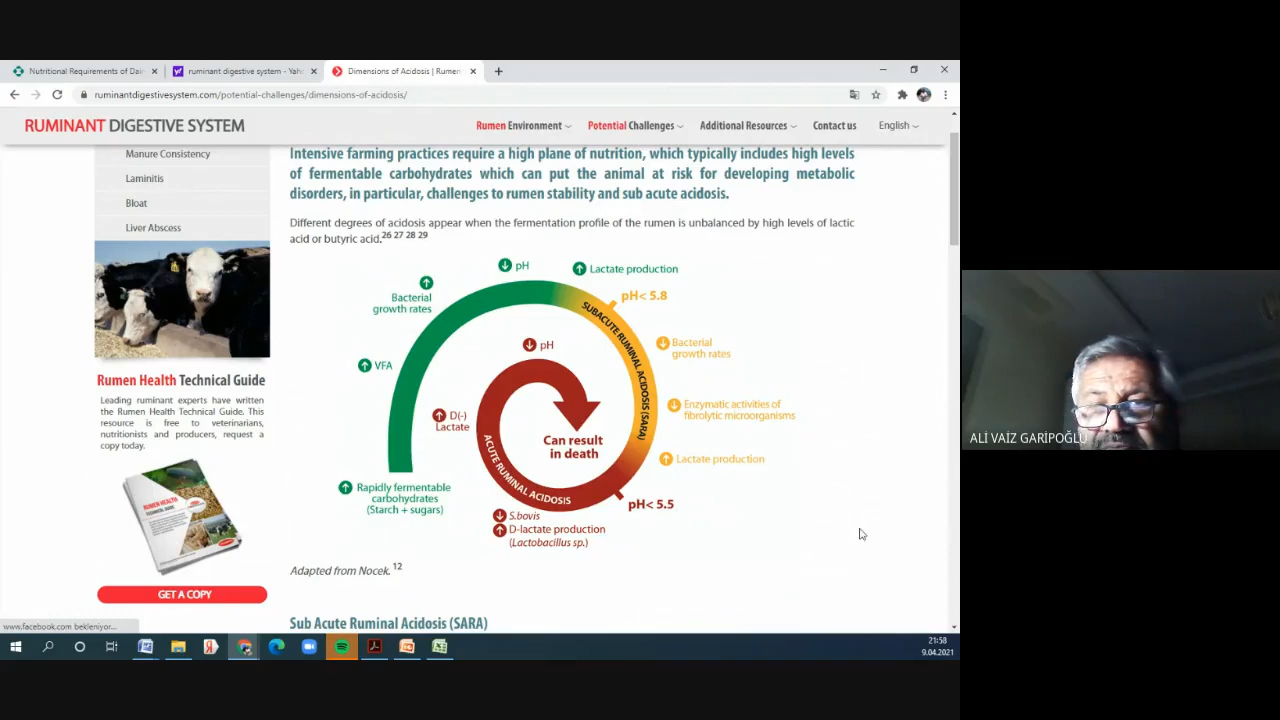 Nutritional Requirements of Dai
ruminant digestive system - Yah
Dimensions of Acidosis | Rumen
ruminantdigestivesystem.com/potential-challenges/dimensions-of-acidosis/
RUMINANT DIGESTIVE SYSTEM
Rumen Environment
Potential Challenges
Additional Resources
Contact us
English
Manure Consistency
Laminitis
Bloat
Liver Abscess
Rumen Health Technical Guide
Leading ruminant experts have written
the Rumen Health Technical Guide. This
resource is free to veterinarians,
nutritionists and producers, request a
copy today.
RUMEN HEALTH
GET A COPY
Intensive farming practices require a high plane of nutrition, which typically includes high levels
of fermentable carbohydrates which can put the animal at risk for developing metabolic
disorders, in particular, challenges to rumen stability and sub acute acidosis.
Different degrees of acidosis appear when the fermentation profile of the rumen is unbalanced by high levels of lactic
acid or butyric acid.26 27 28 29
pH
Lactate production
Bacterial
growth rates
pH< 5.8
SUBACUTE RUMINAL ACIDOSIS (SARA)
pH
Bacterial
growth rates
VFA
D(-)
Lactate
Enzymatic activities of
fibrolytic microorganisms
Can result
in death
ACUTE RUMINAL ACIDOSIS
Lactate production
Rapidly fermentable
carbohydrates
(Starch + sugars)
pH< 5.5
S.bovis
D-lactate production
(Lactobacillus sp.)
Adapted from Nocek.12
Sub Acute Ruminal Acidosis (SARA)
www.facebook.com bekleniyor...
21:58
9.04.2021
ALİ VAİZ GARİPOĞLU